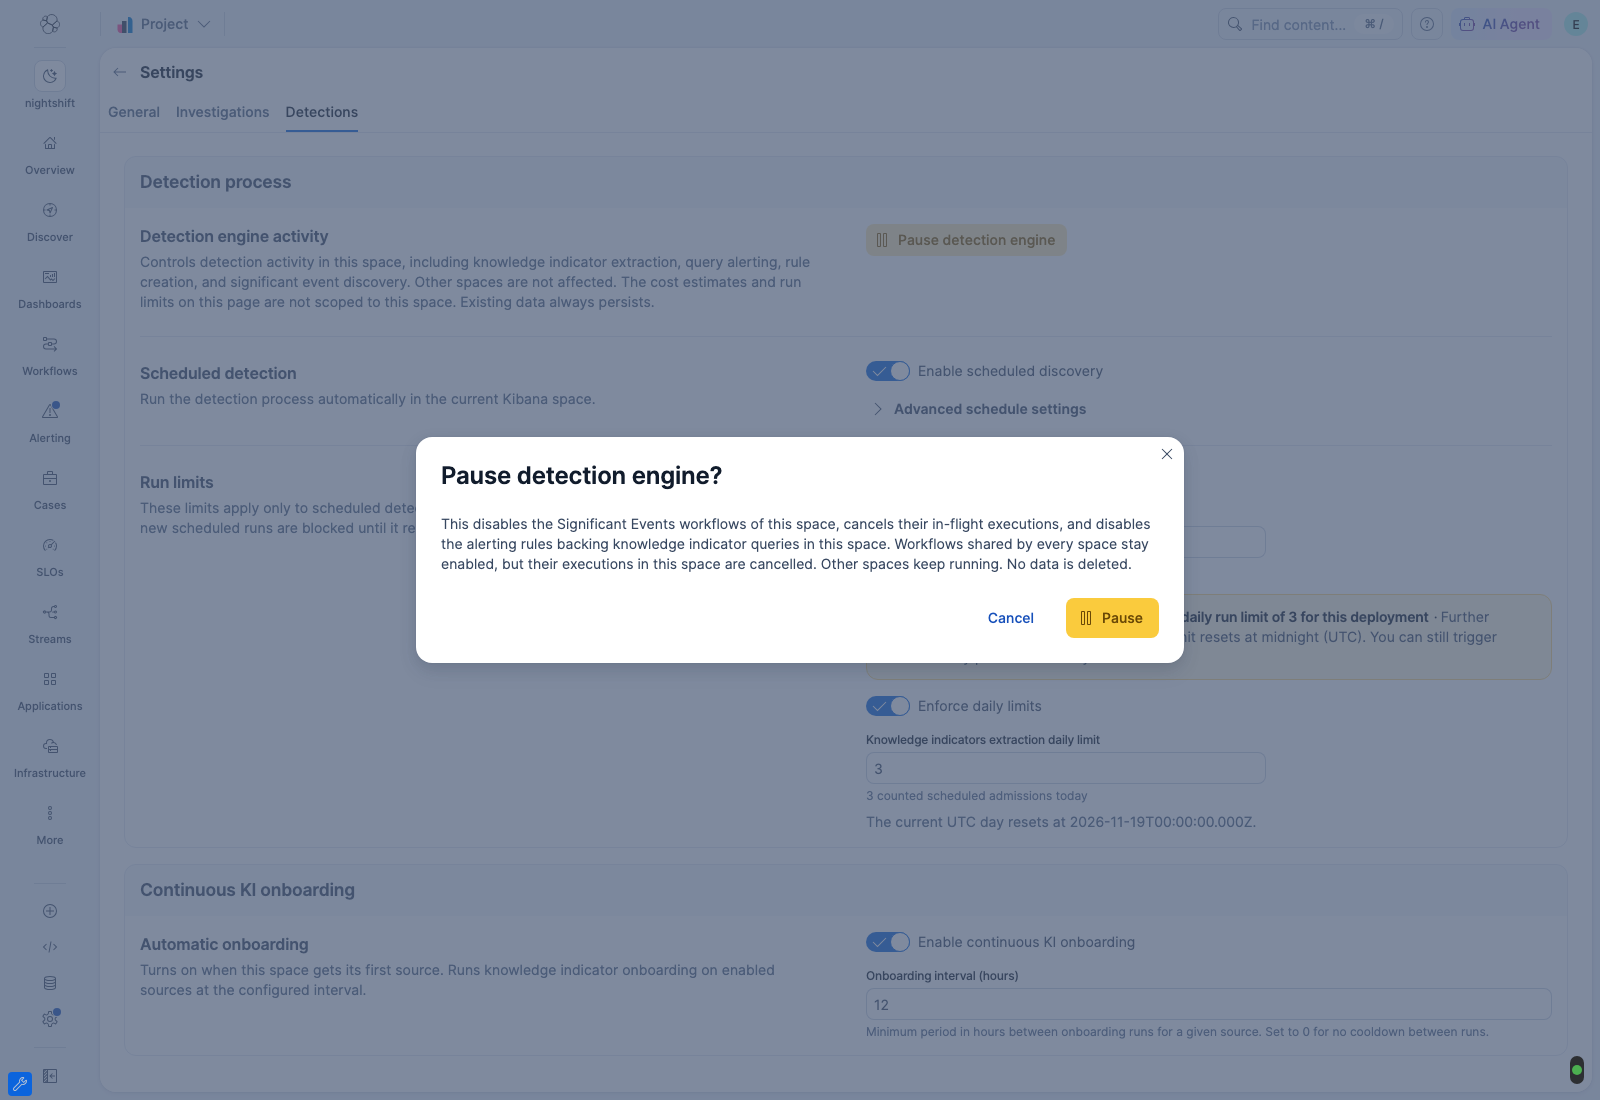 Project
Find content...
⌘ /
AI Agent
E
nightshift
Overview
Discover
Dashboards
Workflows
Alerting
Cases
SLOs
Streams
Applications
Infrastructure
More
Settings
General Investigations Detections
Detection process
Detection engine activity
Controls detection activity in this space, including knowledge indicator extraction, query alerting, rule
creation, and significant event discovery. Other spaces are not affected. The cost estimates and run
limits on this page are not scoped to this space. Existing data always persists.
Pause detection engine
Scheduled detection
Run the detection process automatically in the current Kibana space.
Enable scheduled discovery
Advanced schedule settings
Run limits
These limits apply only to scheduled
new scheduled runs are blocked until it
Pause detection engine?
This disables the Significant Events workflows of this space, cancels their in-flight executions, and disables
the alerting rules backing knowledge indicator queries in this space. Workflows shared by every space stay
enabled, but their executions in this space are cancelled. Other spaces keep running. No data is deleted.
Cancel
Pause
daily run limit of 3 for this deployment · Further
resets at midnight (UTC). You can still trigger
Enforce daily limits
Knowledge indicators extraction daily limit
3
3 counted scheduled admissions today
The current UTC day resets at 2026-11-19T00:00:00.000Z.
Continuous KI onboarding
Automatic onboarding
Turns on when this space gets its first source. Runs knowledge indicator onboarding on enabled
sources at the configured interval.
Enable continuous KI onboarding
Onboarding interval (hours)
12
Minimum period in hours between onboarding runs for a given source. Set to 0 for no cooldown between runs.